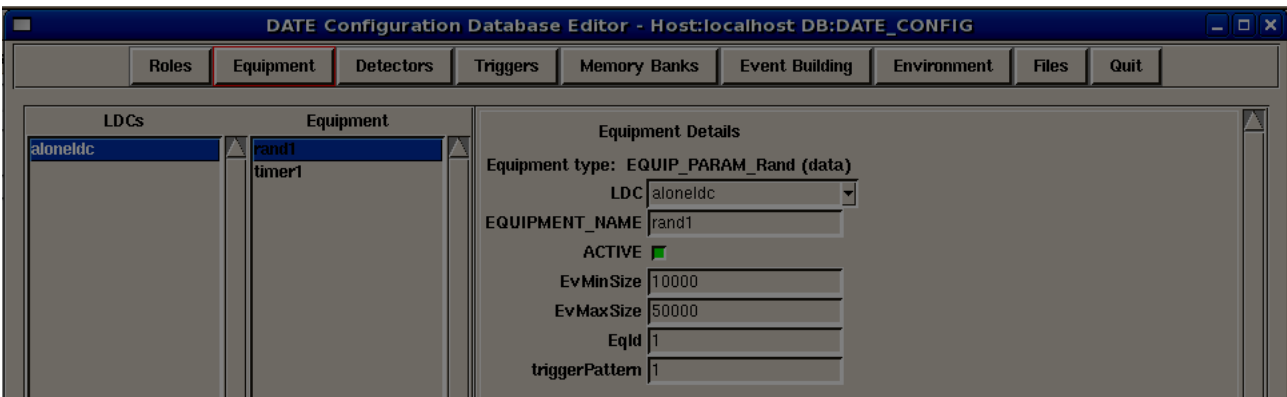 DATE Configuration Database Editor - Host:localhost DB:DATE_CONFIG
Roles Equipment Detectors Triggers Memory Banks Event Building Environment Files Quit
LDCs
aloneldc
Equipment
rand1
timer1
Equipment Details
Equipment type: EQUIP_PARAM_Rand (data)
LDC aloneldc
EQUIPMENT_NAME rand1
ACTIVE
EvMinSize 10000
EvMaxSize 50000
EqId 1
triggerPattern 1